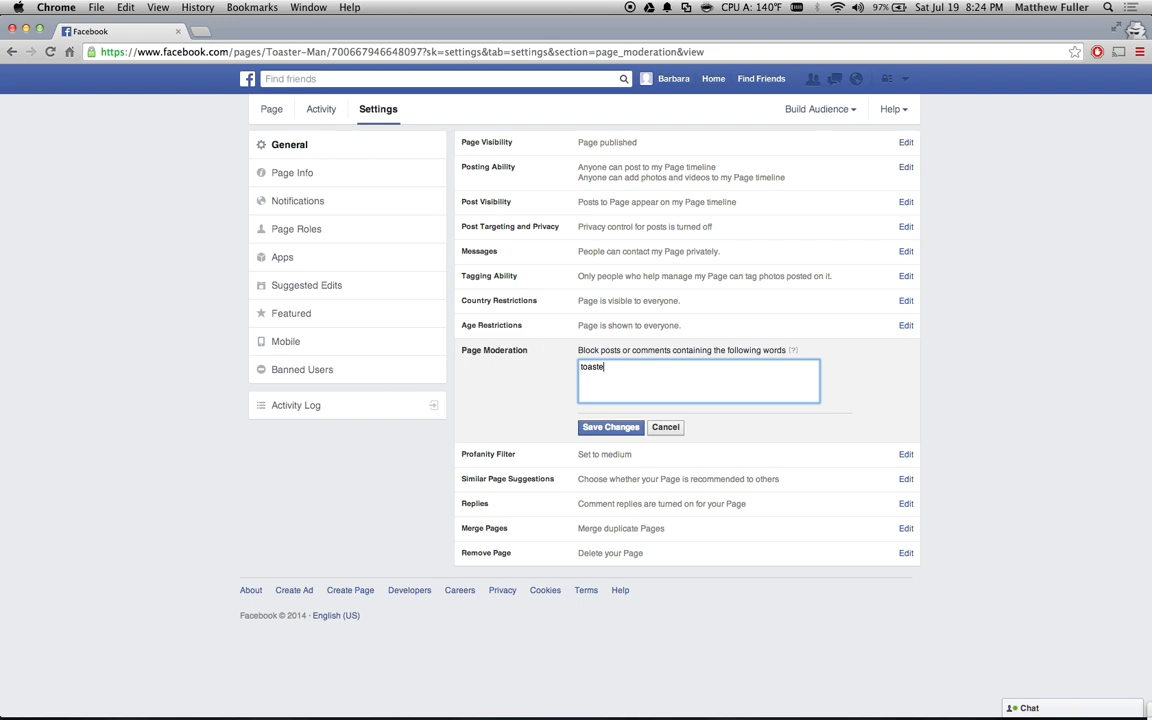 Chrome File Edit View History Bookmarks Window Help CPU A: 140°F 97% Sat Jul 19 8:24 PM Matthew Fuller
Facebook
https://www.facebook.com/pages/Toaster-Man/700667946648097?sk=settings&tab=settings&section=page_moderation&view
Find friends Barbara Home Find Friends
Page Activity Settings Build Audience Help
General
Page Info
Notifications
Page Roles
Apps
Suggested Edits
Featured
Mobile
Banned Users
Activity Log
Page Visibility Page published Edit
Posting Ability Anyone can post to my Page timeline Edit
Anyone can add photos and videos to my Page timeline
Post Visibility Posts to Page appear on my Page timeline Edit
Post Targeting and Privacy Privacy control for posts is turned off Edit
Messages People can contact my Page privately. Edit
Tagging Ability Only people who help manage my Page can tag photos posted on it. Edit
Country Restrictions Page is visible to everyone. Edit
Age Restrictions Page is shown to everyone. Edit
Page Moderation Block posts or comments containing the following words [?]
toaste
Save Changes Cancel
Profanity Filter Set to medium Edit
Similar Page Suggestions Choose whether your Page is recommended to others Edit
Replies Comment replies are turned on for your Page Edit
Merge Pages Merge duplicate Pages Edit
Remove Page Delete your Page Edit
About Create Ad Create Page Developers Careers Privacy Cookies Terms Help
Facebook © 2014 · English (US)
Chat